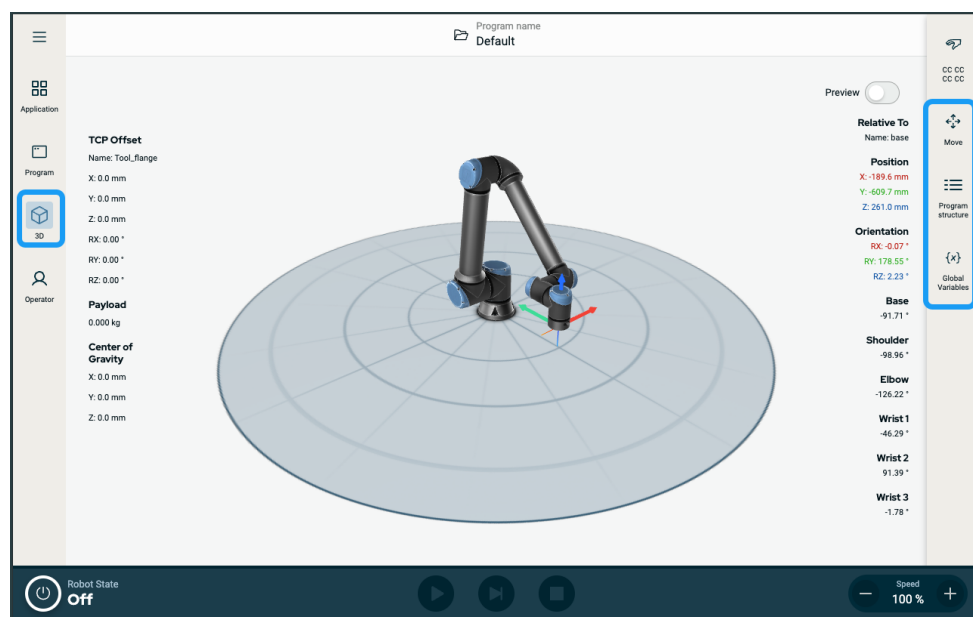 Program name
Default
Application
Program
3D
Operator
TCP Offset
Name: Tool_flange
X: 0.0 mm
Y: 0.0 mm
Z: 0.0 mm
RX: 0.00 °
RY: 0.00 °
RZ: 0.00 °
Payload
0.000 kg
Center of
Gravity
X: 0.0 mm
Y: 0.0 mm
Z: 0.0 mm
Preview
Relative To
Name: base
Position
X: -189.6 mm
Y: -609.7 mm
Z: 261.0 mm
Orientation
RX: -0.07 °
RY: 178.55 °
RZ: 2.23 °
Base
-91.71 °
Shoulder
-98.96 °
Elbow
-126.22 °
Wrist 1
-46.29 °
Wrist 2
91.39 °
Wrist 3
-1.78 °
CC CC
CC CC
Move
Program
structure
{x}
Global
Variables
Robot State
Off
Speed
100 %